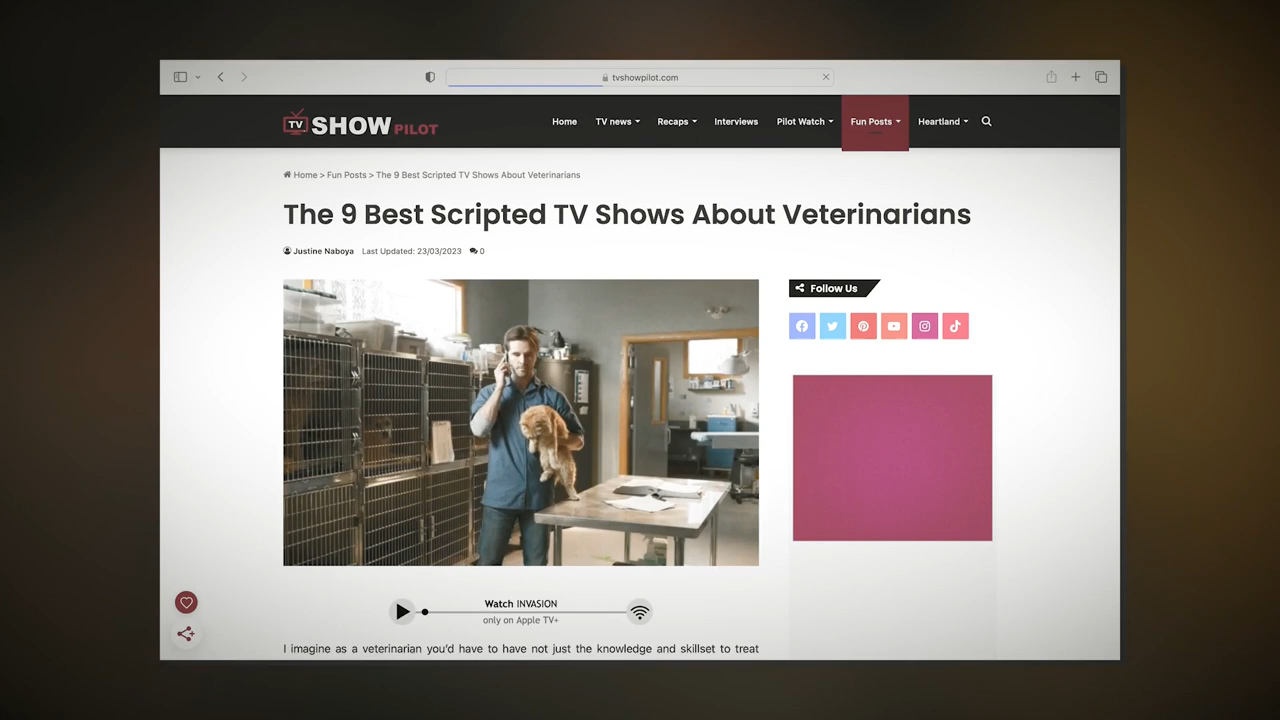 tvshowpilot.com
TV SHOW PILOT
Home TV news Recaps Interviews Pilot Watch Fun Posts Heartland
Home > Fun Posts > The 9 Best Scripted TV Shows About Veterinarians
The 9 Best Scripted TV Shows About Veterinarians
Justine Naboya Last Updated: 23/03/2023 0
Follow Us
Watch INVASION
only on Apple TV+
I imagine as a veterinarian you'd have to have not just the knowledge and skillset to treat